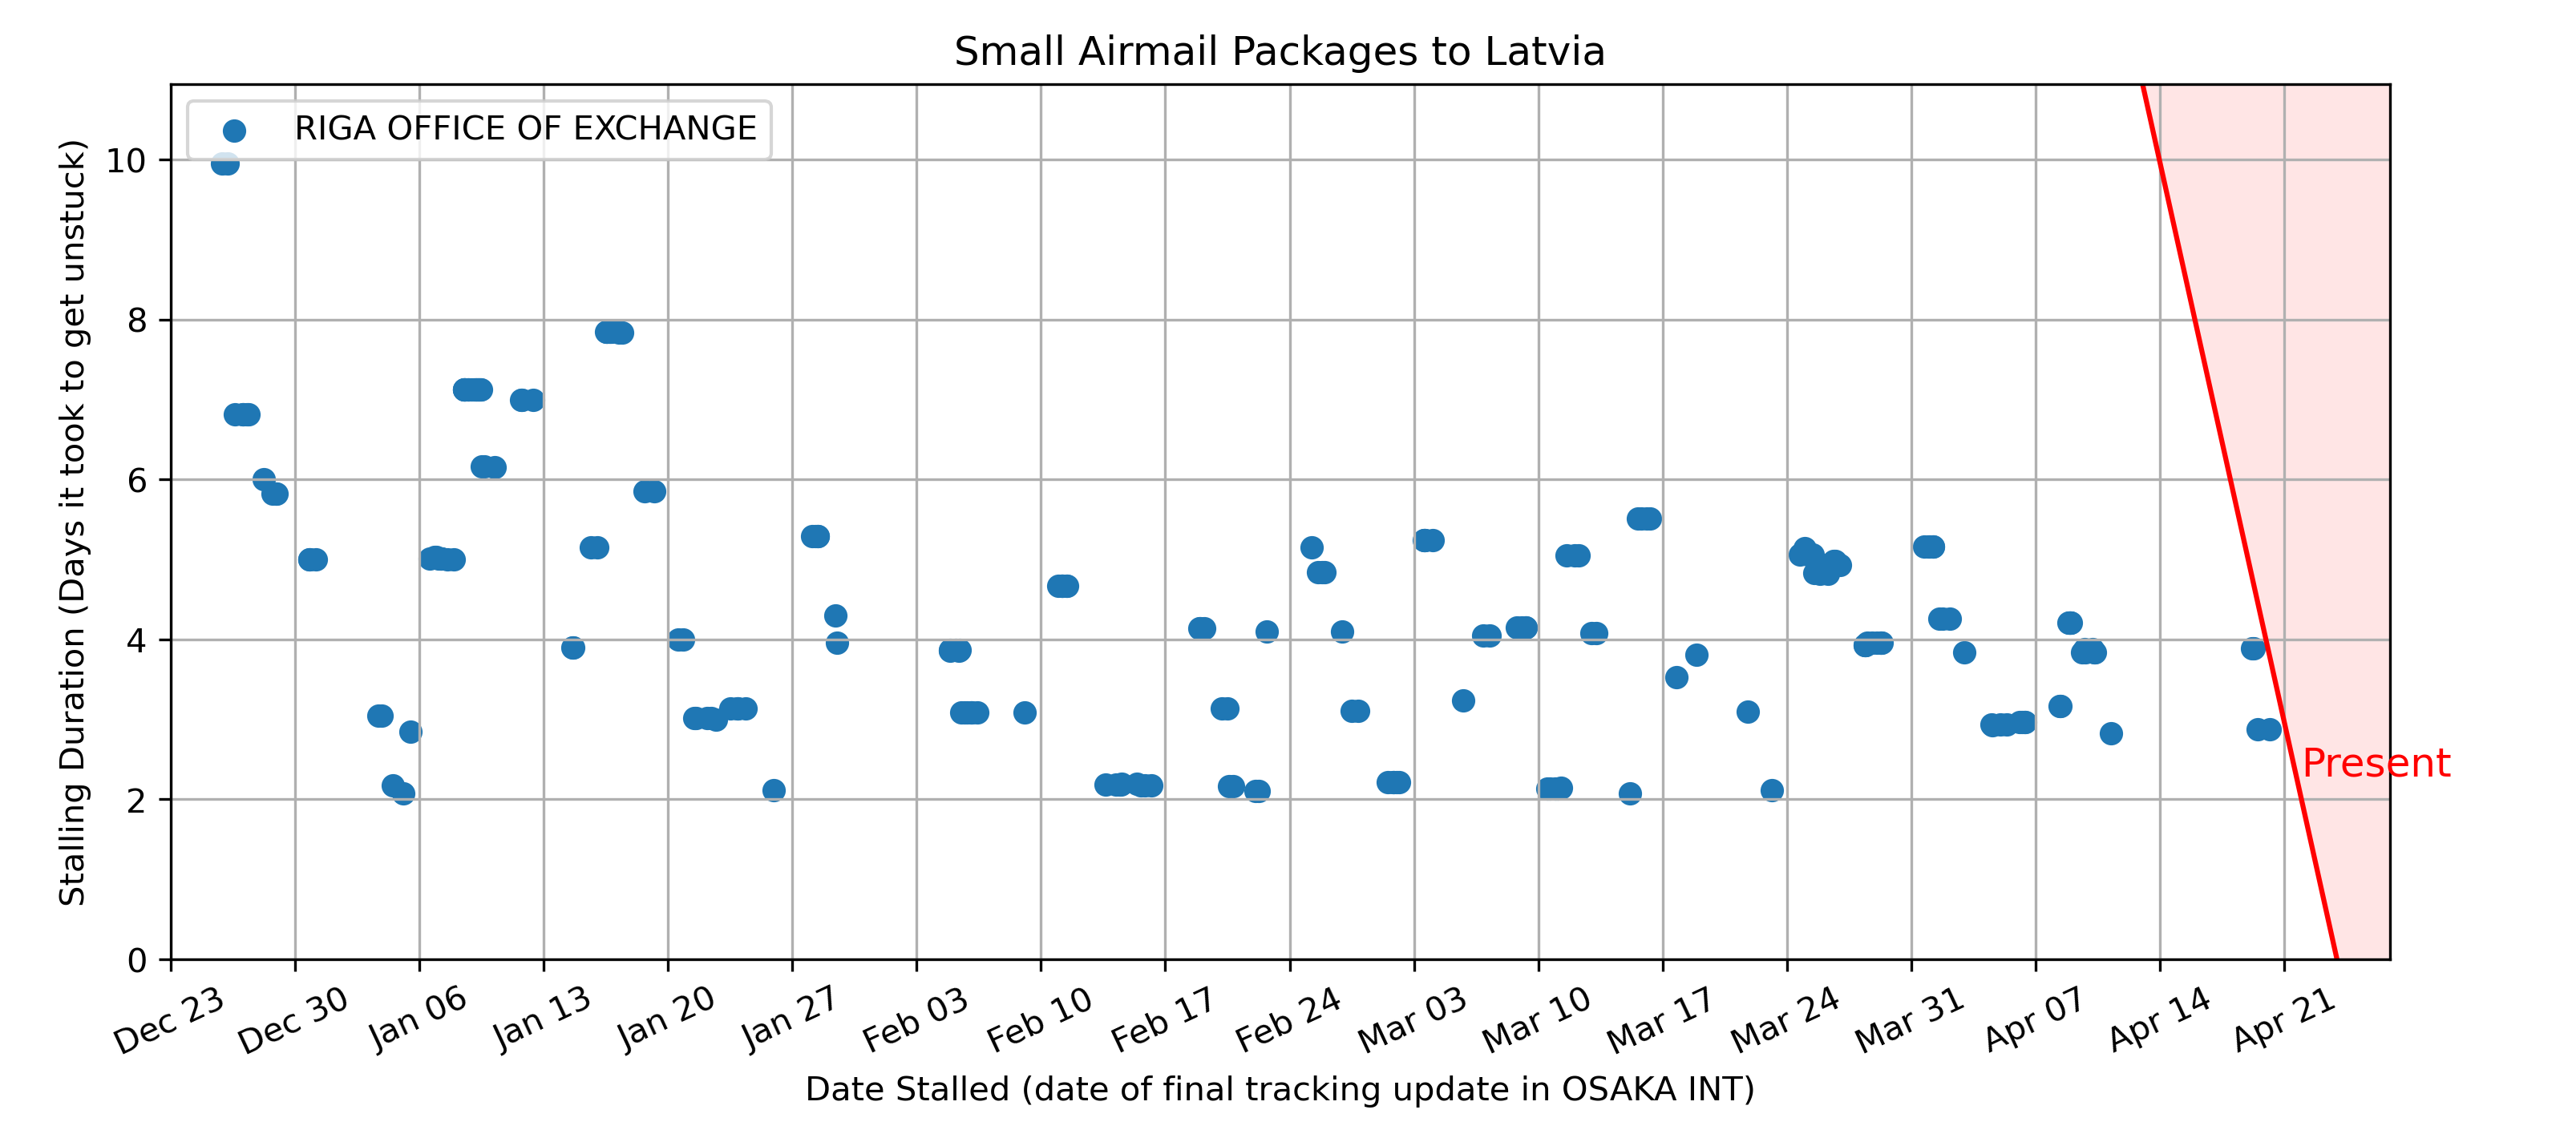 Small Airmail Packages to Latvia
RIGA OFFICE OF EXCHANGE
Stalling Duration (Days it took to get unstuck)
10
8
6
4
2
0
Present
Dec 23 Dec 30 Jan 06 Jan 13 Jan 20 Jan 27 Feb 03 Feb 10 Feb 17 Feb 24 Mar 03 Mar 10 Mar 17 Mar 24 Mar 31 Apr 07 Apr 14 Apr 21
Date Stalled (date of final tracking update in OSAKA INT)